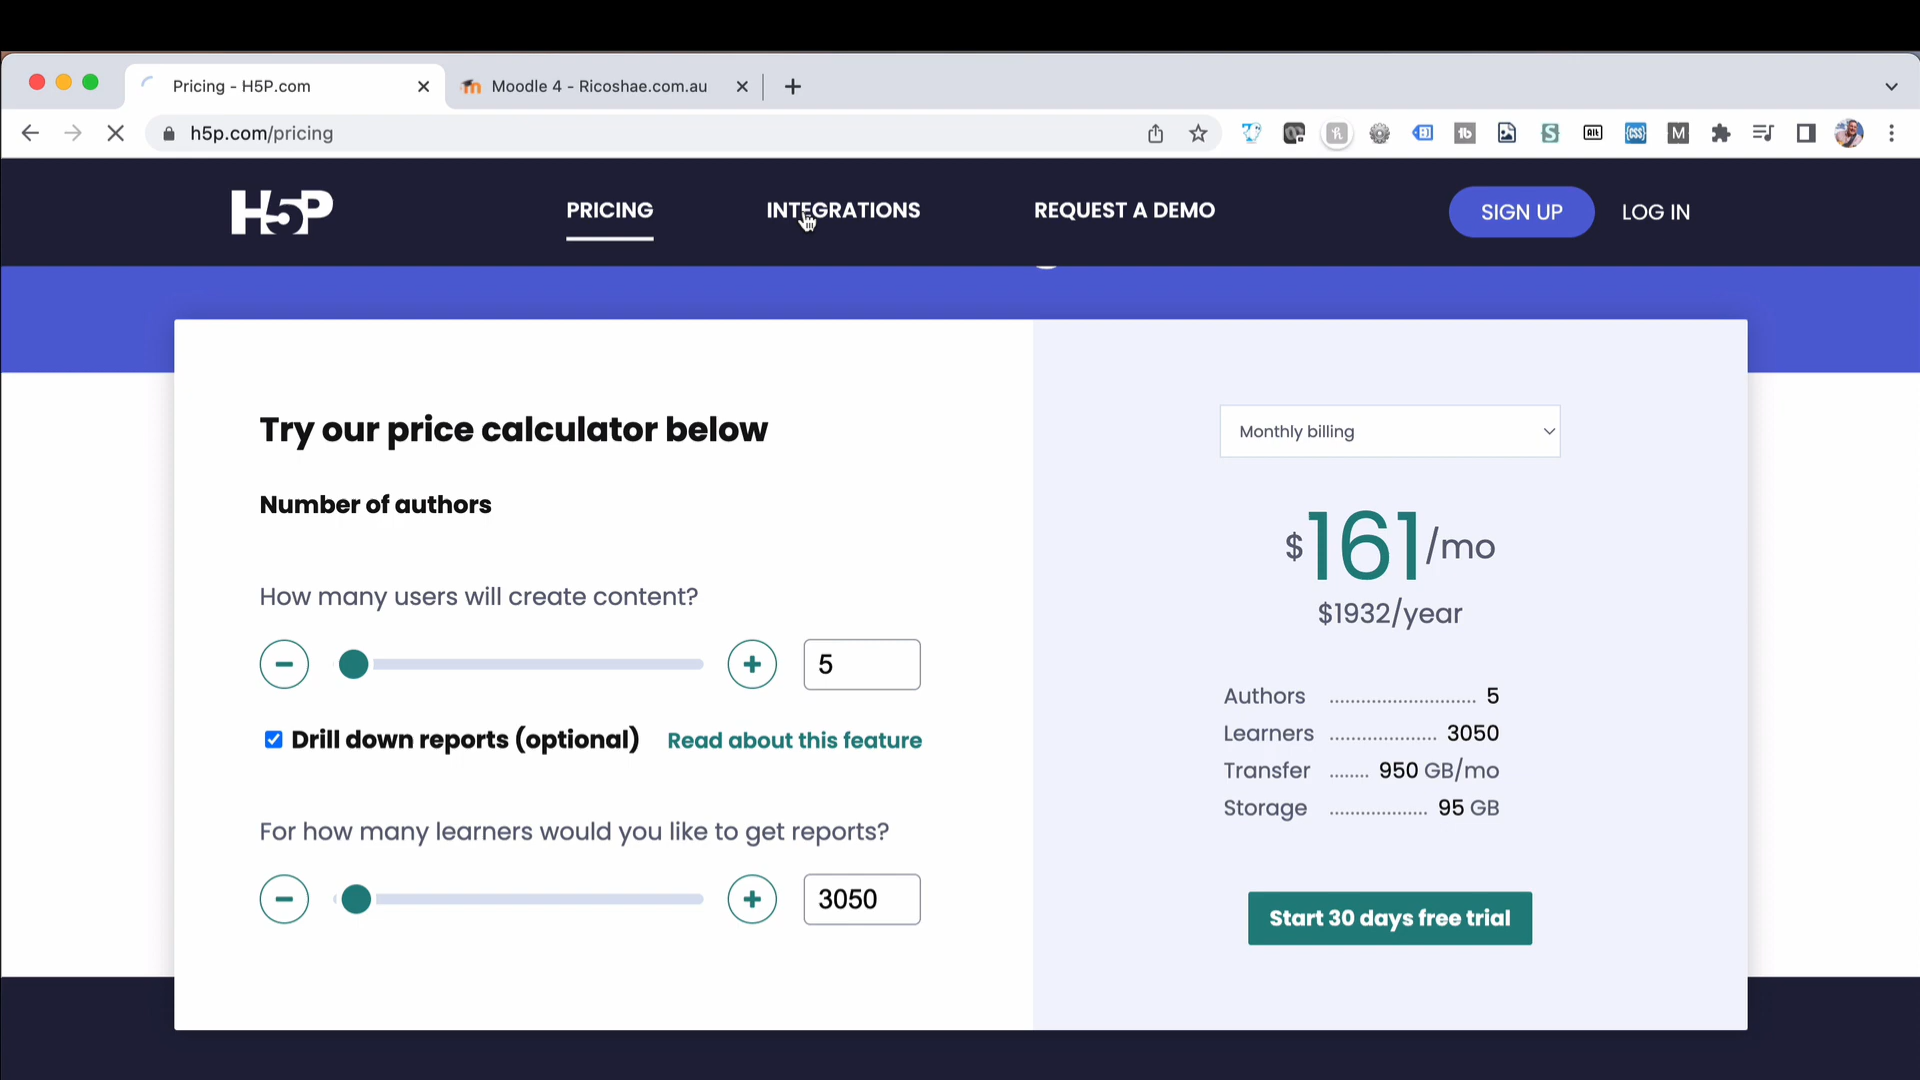 Pricing - H5P.com
Moodle 4 - Ricoshae.com.au
h5p.com/pricing
H5P
PRICING
INTEGRATIONS
REQUEST A DEMO
SIGN UP
LOG IN
Try our price calculator below
Number of authors
How many users will create content?
5
Drill down reports (optional)
Read about this feature
For how many learners would you like to get reports?
3050
Monthly billing
$161/mo
$1932/year
Authors ........................... 5
Learners .................... 3050
Transfer ........ 950 GB/mo
Storage .................. 95 GB
Start 30 days free trial